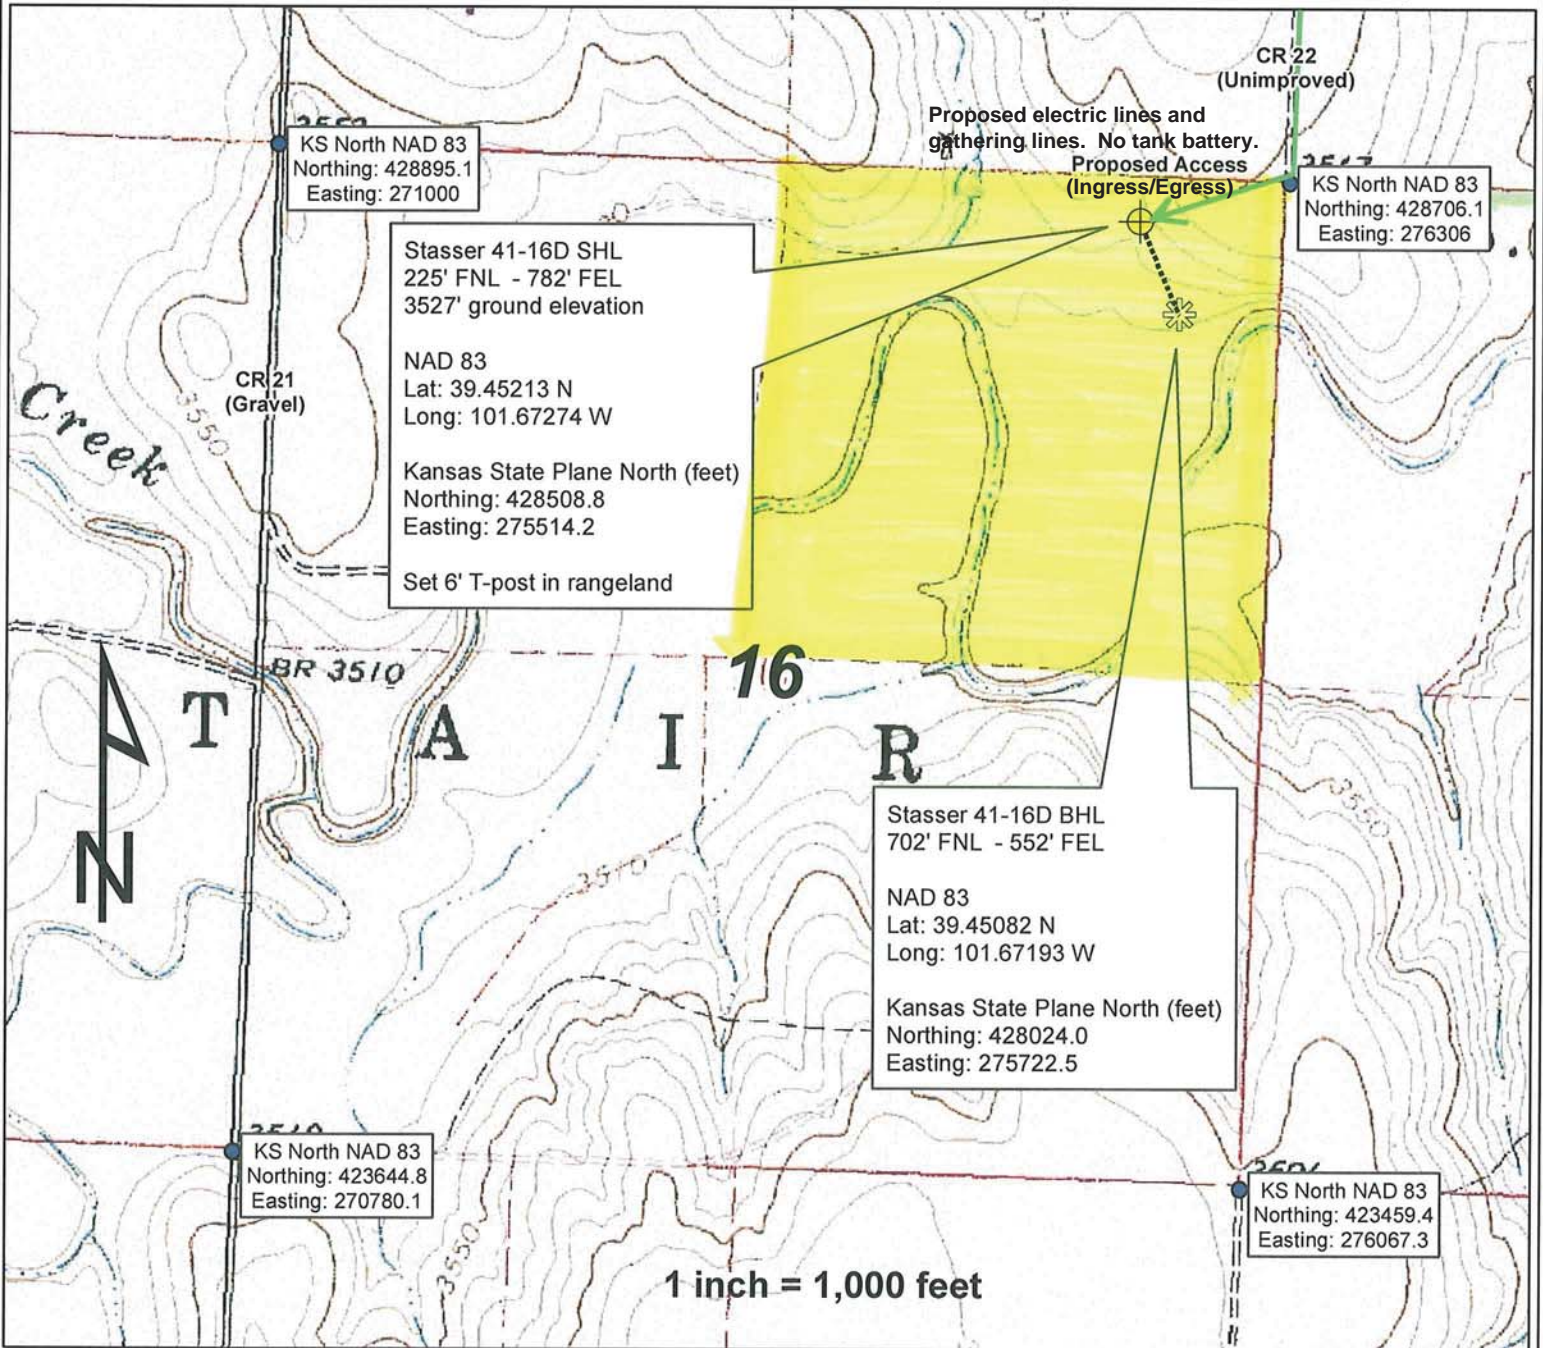 CR 22
(Unimproved)
Proposed electric lines and
gathering lines.  No tank battery.
Proposed Access
(Ingress/Egress)
KS North NAD 83
Northing: 428895.1
Easting: 271000
KS North NAD 83
Northing: 428706.1
Easting: 276306
Stasser 41-16D SHL
225' FNL  - 782' FEL
3527' ground elevation
NAD 83
Lat: 39.45213 N
Long: 101.67274 W
Kansas State Plane North (feet)
Northing: 428508.8
Easting: 275514.2
Set 6' T-post in rangeland
CR 21
(Gravel)
3550
Creek
BR 3510
16
T A I R
N
3510
3550
Stasser 41-16D BHL
702' FNL  - 552' FEL
NAD 83
Lat: 39.45082 N
Long: 101.67193 W
Kansas State Plane North (feet)
Northing: 428024.0
Easting: 275722.5
KS North NAD 83
Northing: 423644.8
Easting: 270780.1
KS North NAD 83
Northing: 423459.4
Easting: 276067.3
3550
1 inch = 1,000 feet